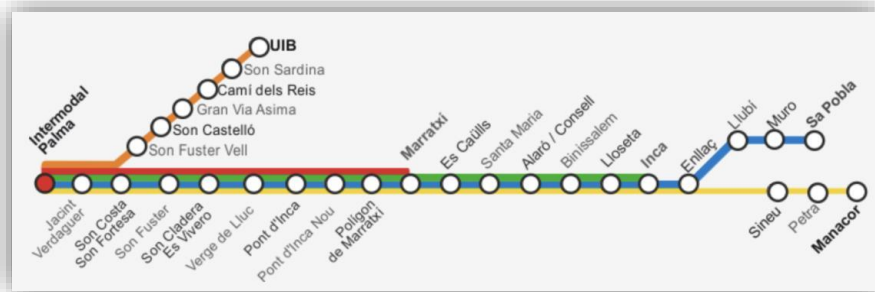 UIB
Son Sardina
Camí dels Reis
Gran Via Asima
Son Castelló
Son Fuster Vell
Intermodal
Palma
Marratxi
Es Caülls
Santa Maria
Alaró / Consell
Binissalem
Lloseta
Inca
Enllaç
Llubí
Muro
Sa Pobla
Jacint
Verdaguer
Son Costa
Son Fortesa
Son Fuster
Son Cladera
Es Vivero
Verge de Lluc
Pont d'Inca
Pont d'Inca Nou
Polígon
de Marratxi
Sineu
Petra
Manacor